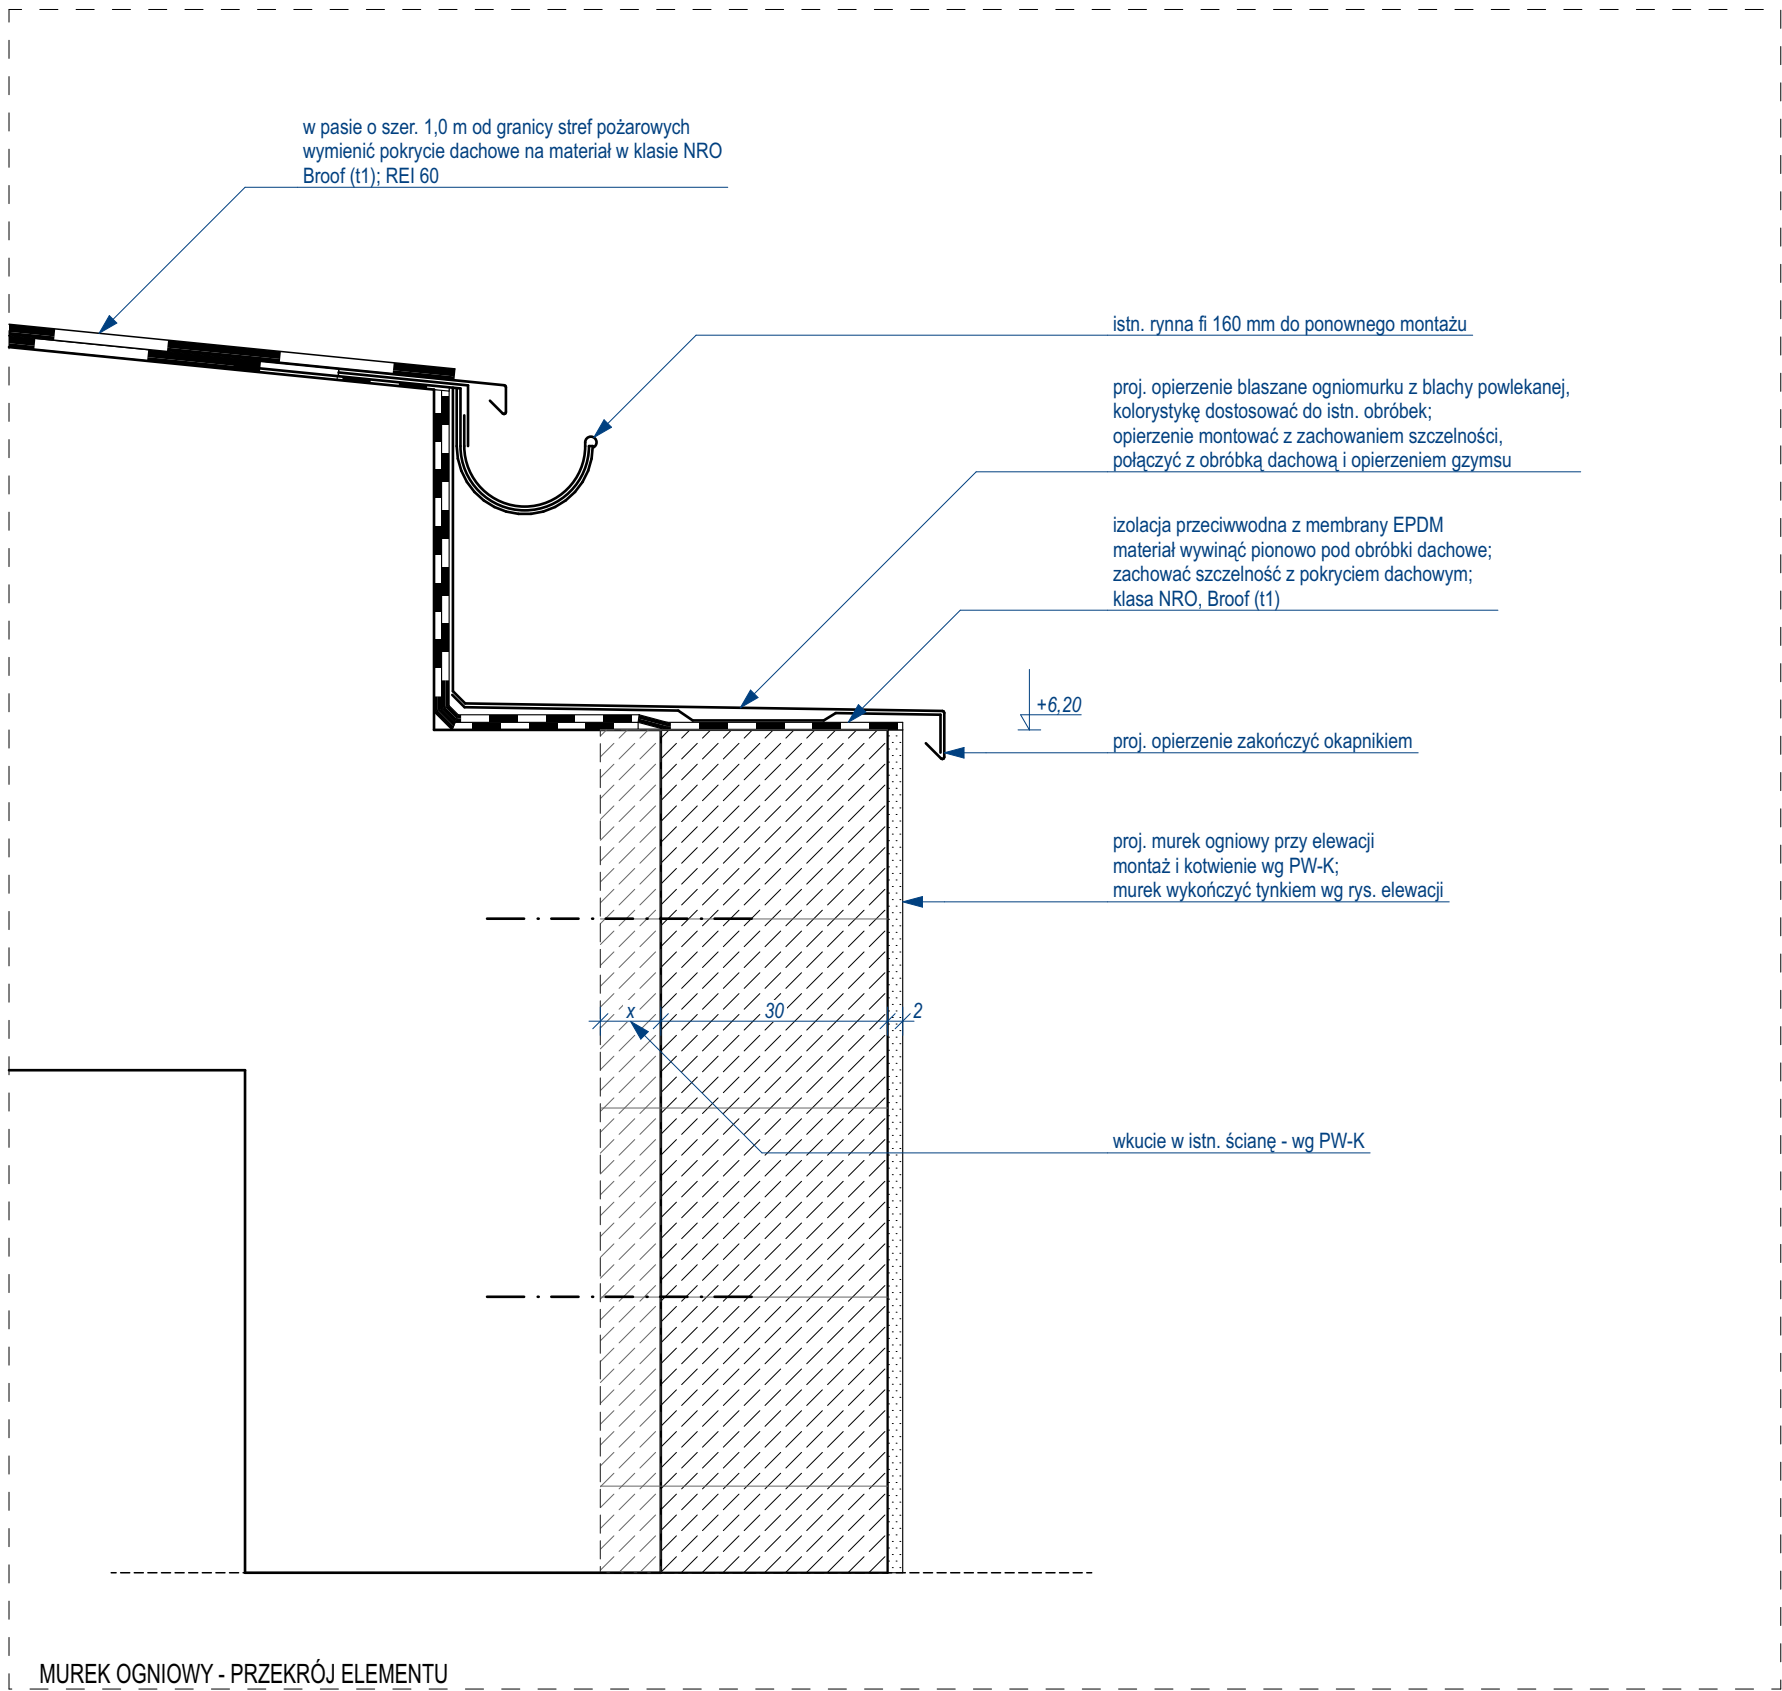 w pasie o szer. 1,0 m od granicy stref pożarowych
wymienić pokrycie dachowe na materiał w klasie NRO
Broof (t1); REI 60
istn. rynna fi 160 mm do ponownego montażu
proj. opierzenie blaszane ogniomurku z blachy powlekanej,
kolorystykę dostosować do istn. obróbek;
opierzenie montować z zachowaniem szczelności,
połączyć z obróbką dachową i opierzeniem gzymsu
izolacja przeciwwodna z membrany EPDM
materiał wywinąć pionowo pod obróbki dachowe;
zachować szczelność z pokryciem dachowym;
klasa NRO, Broof (t1)
+6,20
proj. opierzenie zakończyć okapnikiem
proj. murek ogniowy przy elewacji
montaż i kotwienie wg PW-K;
murek wykończyć tynkiem wg rys. elewacji
x 30 2
wkucie w istn. ścianę - wg PW-K
MUREK OGNIOWY - PRZEKRÓJ ELEMENTU